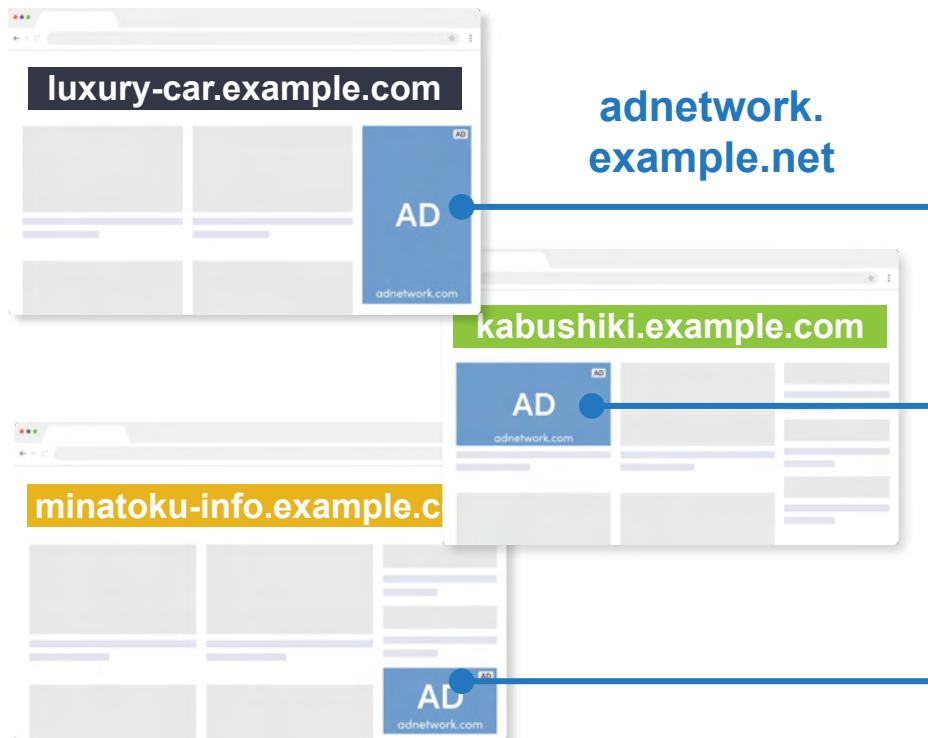 luxury-car.example.com
AD
AD
adnetwork.com
adnetwork.
example.net
kabushiki.example.com
AD
AD
adnetwork.com
minatoku-info.example.c
AD
AD
adnetwork.com